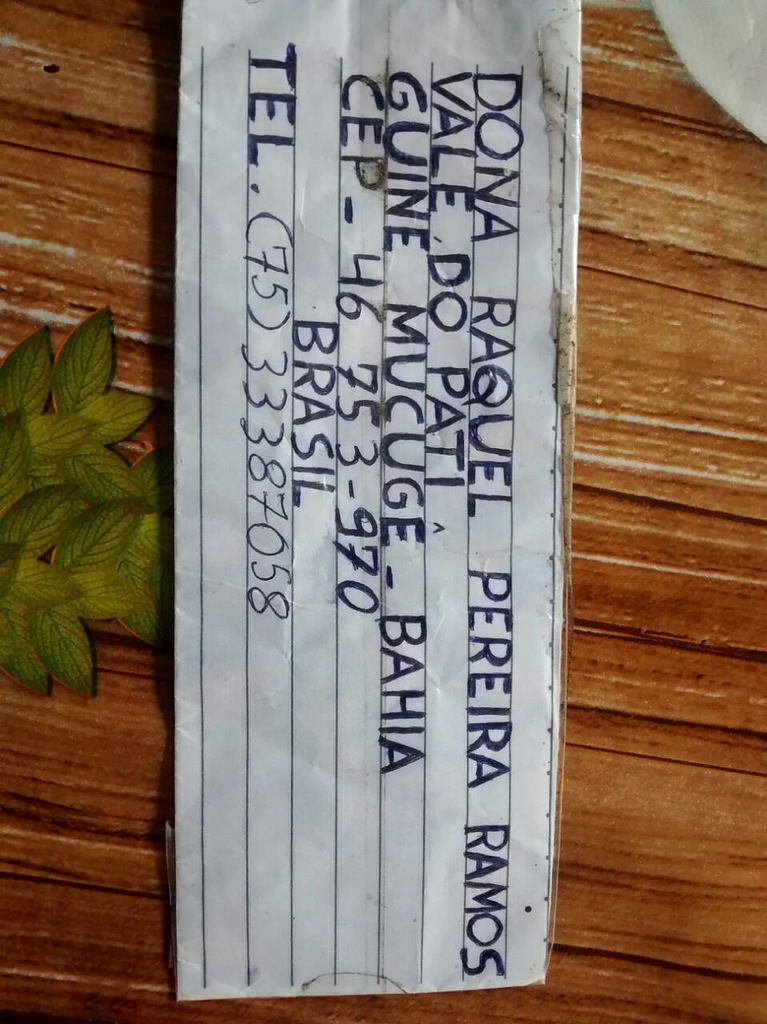 DONA RAQUEL PEREIRA RAMOS
VALE DO PATI
GUINE MUCUGÊ - BAHIA
CEP - 46 753-970
BRASIL
TEL. (75) 33387058